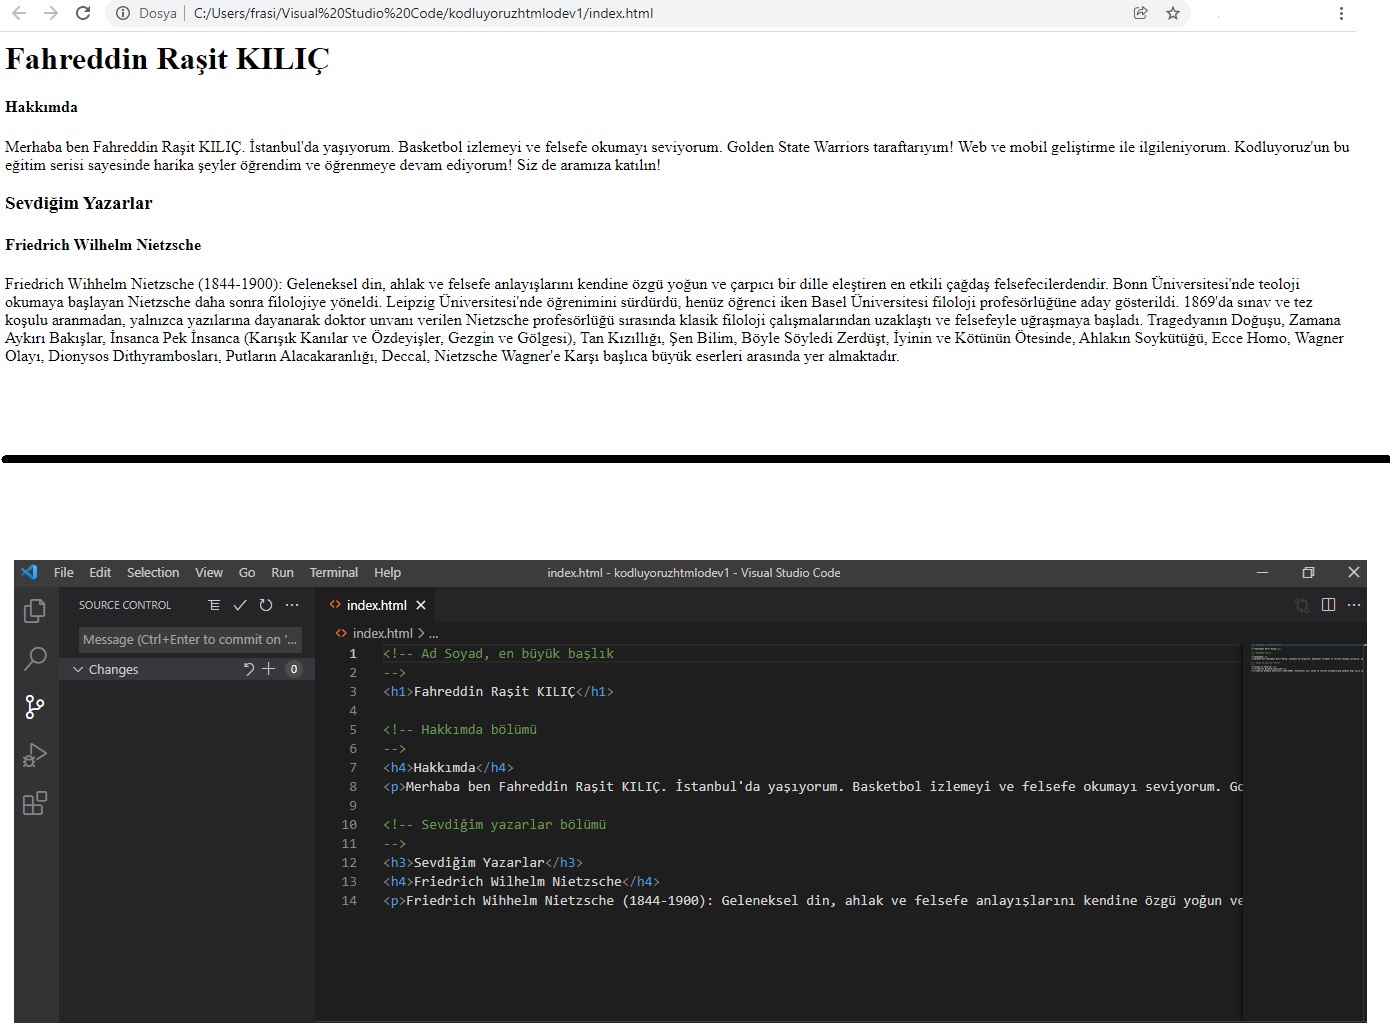 Dosya C:/Users/frasi/Visual%20Studio%20Code/kodluyoruzhtmlodev1/index.html
Fahreddin Raşit KILIÇ
Hakkımda
Merhaba ben Fahreddin Raşit KILIÇ. İstanbul'da yaşıyorum. Basketbol izlemeyi ve felsefe okumayı seviyorum. Golden State Warriors taraftarıyım! Web ve mobil geliştirme ile ilgileniyorum. Kodluyoruz'un bu
eğitim serisi sayesinde harika şeyler öğrendim ve öğrenmeye devam ediyorum! Siz de aramıza katılın!
Sevdiğim Yazarlar
Friedrich Wilhelm Nietzsche
Friedrich Wihhelm Nietzsche (1844-1900): Geleneksel din, ahlak ve felsefe anlayışlarını kendine özgü yoğun ve çarpıcı bir dille eleştiren en etkili çağdaş felsefecilerdendir. Bonn Üniversitesi'nde teoloji
okumaya başlayan Nietzsche daha sonra filolojiye yöneldi. Leipzig Üniversitesi'nde öğrenimini sürdürdü, henüz öğrenci iken Basel Üniversitesi filoloji profesörlüğüne aday gösterildi. 1869'da sınav ve tez
koşulu aranmadan, yalnızca yazılarına dayanarak doktor unvanı verilen Nietzsche profesörlüğü sırasında klasik filoloji çalışmalarından uzaklaştı ve felsefeyle uğraşmaya başladı. Tragedyanın Doğuşu, Zamana
Aykırı Bakışlar, İnsanca Pek İnsanca (Karışık Kanılar ve Özdeyişler, Gezgin ve Gölgesi), Tan Kızıllığı, Şen Bilim, Böyle Söyledi Zerdüşt, İyinin ve Kötünün Ötesinde, Ahlakın Soykütüğü, Ecce Homo, Wagner
Olayı, Dionysos Dithyrambosları, Putların Alacakaranlığı, Deccal, Nietzsche Wagner'e Karşı başlıca büyük eserleri arasında yer almaktadır.
File Edit Selection View Go Run Terminal Help index.html - kodluyoruzhtmlodev1 - Visual Studio Code
SOURCE CONTROL
Message (Ctrl+Enter to commit on '...
Changes 0
index.html
index.html > ...
1 <!-- Ad Soyad, en büyük başlık
2 -->
3 <h1>Fahreddin Raşit KILIÇ</h1>
4
5 <!-- Hakkımda bölümü
6 -->
7 <h4>Hakkımda</h4>
8 <p>Merhaba ben Fahreddin Raşit KILIÇ. İstanbul'da yaşıyorum. Basketbol izlemeyi ve felsefe okumayı seviyorum. Go
9
10 <!-- Sevdiğim yazarlar bölümü
11 -->
12 <h3>Sevdiğim Yazarlar</h3>
13 <h4>Friedrich Wilhelm Nietzsche</h4>
14 <p>Friedrich Wihhelm Nietzsche (1844-1900): Geleneksel din, ahlak ve felsefe anlayışlarını kendine özgü yoğun ve